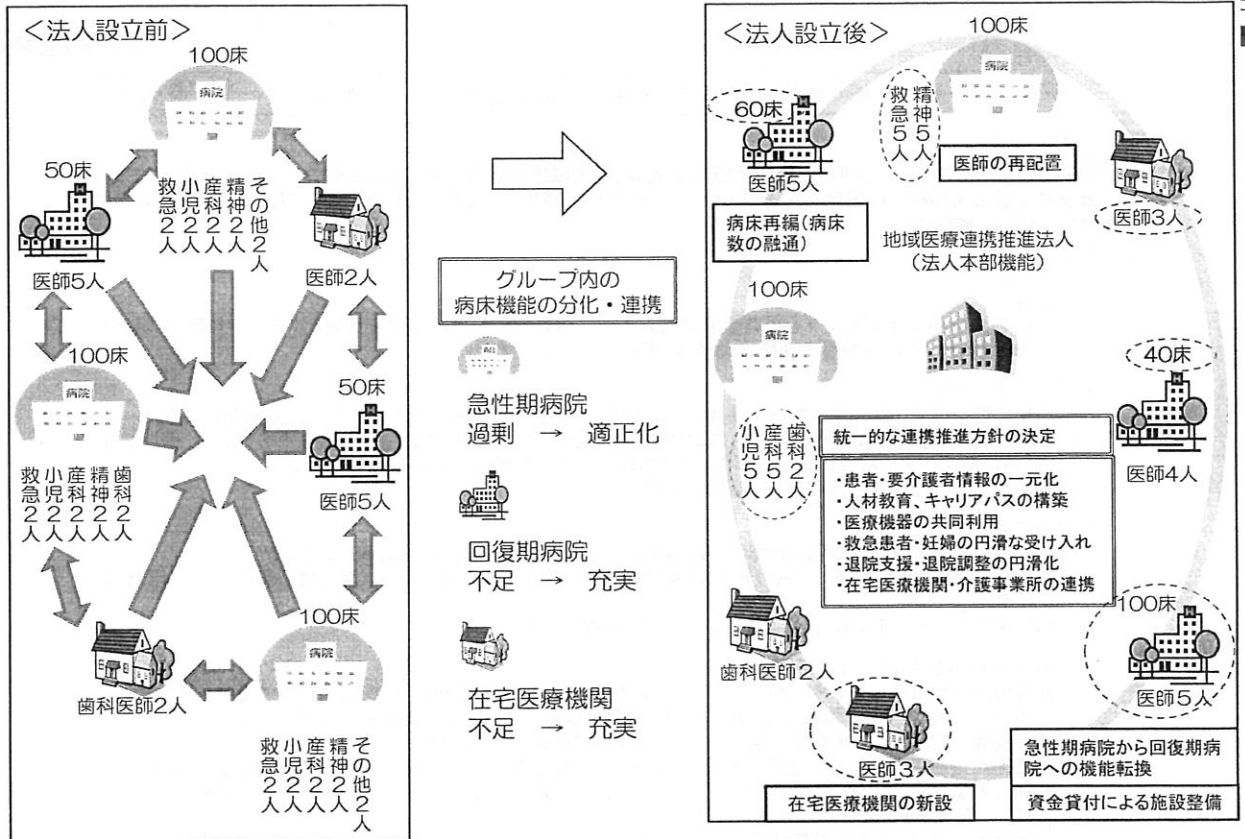 <法人設立前>
100床
病院
50床
医師5人
救急2人
小児2人
産科2人
精神2人
その他2人
医師2人
100床
病院
救急2人
小児2人
産科2人
精神2人
歯科2人
50床
医師5人
歯科医師2人
100床
病院
救急2人
小児2人
産科2人
精神2人
その他2人
グループ内の
病床機能の分化・連携
急性期病院
過剰 → 適正化
回復期病院
不足 → 充実
在宅医療機関
不足 → 充実
<法人設立後>
100床
病院
救急5人
精神5人
医師の再配置
60床
医師5人
病床再編(病床
数の融通)
医師3人
地域医療連携推進法人
(法人本部機能)
100床
病院
小児5人
産科5人
歯科2人
40床
医師4人
統一的な連携推進方針の決定
・患者・要介護者情報の一元化
・人材教育、キャリアパスの構築
・医療機器の共同利用
・救急患者・妊婦の円滑な受け入れ
・退院支援・退院調整の円滑化
・在宅医療機関・介護事業所の連携
歯科医師2人
医師3人
在宅医療機関の新設
100床
医師5人
急性期病院から回復期病
院への機能転換
資金貸付による施設整備